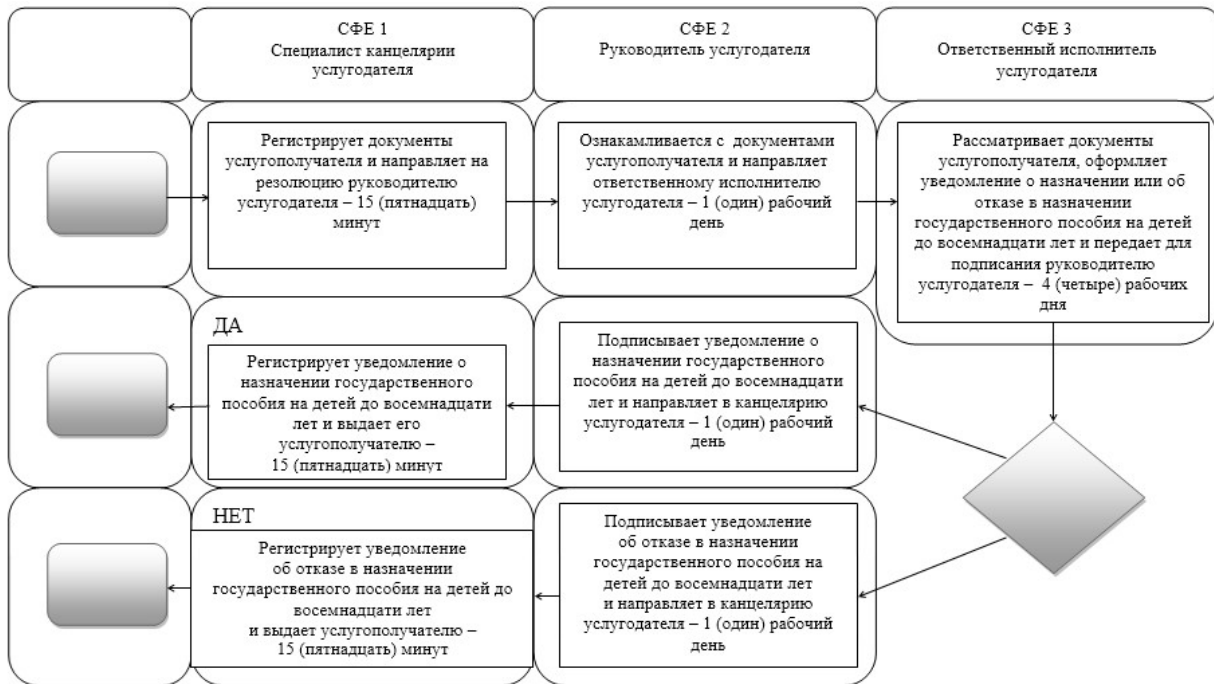 СФЕ 1
Специалист канцелярии
услугодателя
СФЕ 2
Руководитель услугодателя
СФЕ 3
Ответственный исполнитель
услугодателя
Регистрирует документы
услугополучателя и направляет на
резолюцию руководителю
услугодателя – 15 (пятнадцать)
минут
Ознакамливается с документами
услугополучателя и направляет
ответственному исполнителю
услугодателя – 1 (один) рабочий
день
Рассматривает документы
услугополучателя, оформляет
уведомление о назначении или об
отказе в назначении
государственного пособия на детей
до восемнадцати лет и передает для
подписания руководителю
услугодателя – 4 (четыре) рабочих
дня
ДА
Регистрирует уведомление о
назначении государственного
пособия на детей до восемнадцати
лет и выдает его
услугополучателю –
15 (пятнадцать) минут
Подписывает уведомление о
назначении государственного
пособия на детей до восемнадцати
лет и направляет в канцелярию
услугодателя – 1 (один) рабочий
день
НЕТ
Регистрирует уведомление
об отказе в назначении
государственного пособия на детей до
восемнадцати лет
и выдает услугополучателю –
15 (пятнадцать) минут
Подписывает уведомление
об отказе в назначении
государственного пособия на
детей до восемнадцати лет
и направляет в канцелярию
услугодателя – 1 (один) рабочий
день